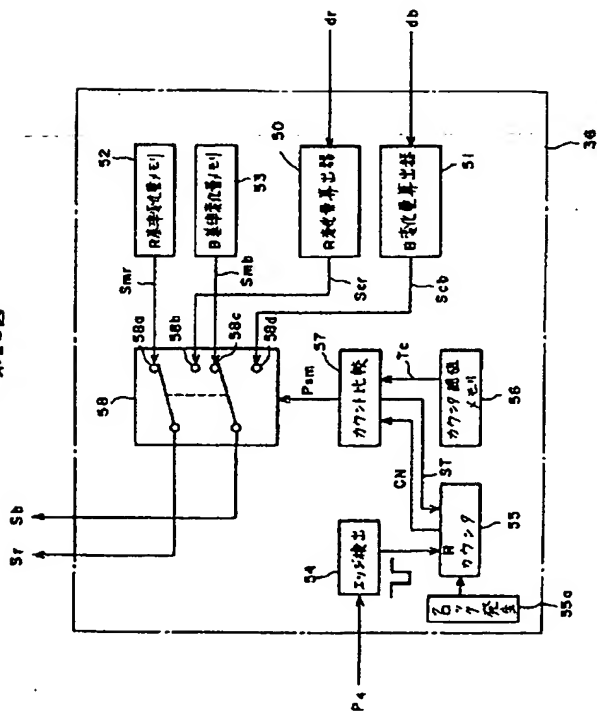 52
R基準変化量メモリ
53
B基準変化量メモリ
50
R変化量算出器
51
B変化量算出器
dr
db
36
Smr
Smb
Scr
Scb
58
58a
58b
58c
58d
Psm
57
カウント比較
Tc
カウンタ閾値
メモリ
56
CN
ST
54
エッジ検出
R
カウンタ
55
クロック発生
55a
P4
Sr
Sb